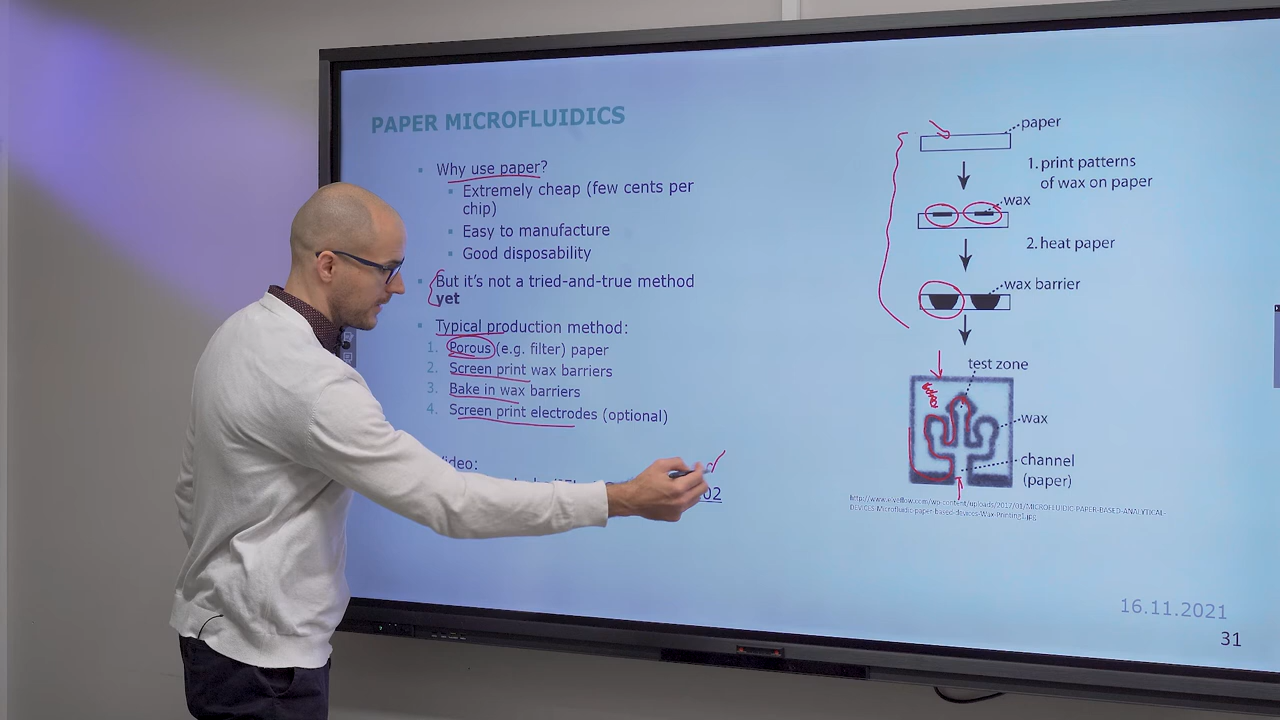 PAPER MICROFLUIDICS
Why use paper?
Extremely cheap (few cents per
chip)
Easy to manufacture
Good disposability
But it's not a tried-and-true method
yet
Typical production method:
1. Porous (e.g. filter) paper
2. Screen print wax barriers
3. Bake in wax barriers
4. Screen print electrodes (optional)
ideo:
02
paper
1. print patterns
of wax on paper
wax
2. heat paper
wax barrier
test zone
wax
channel
(paper)
16.11.2021
31